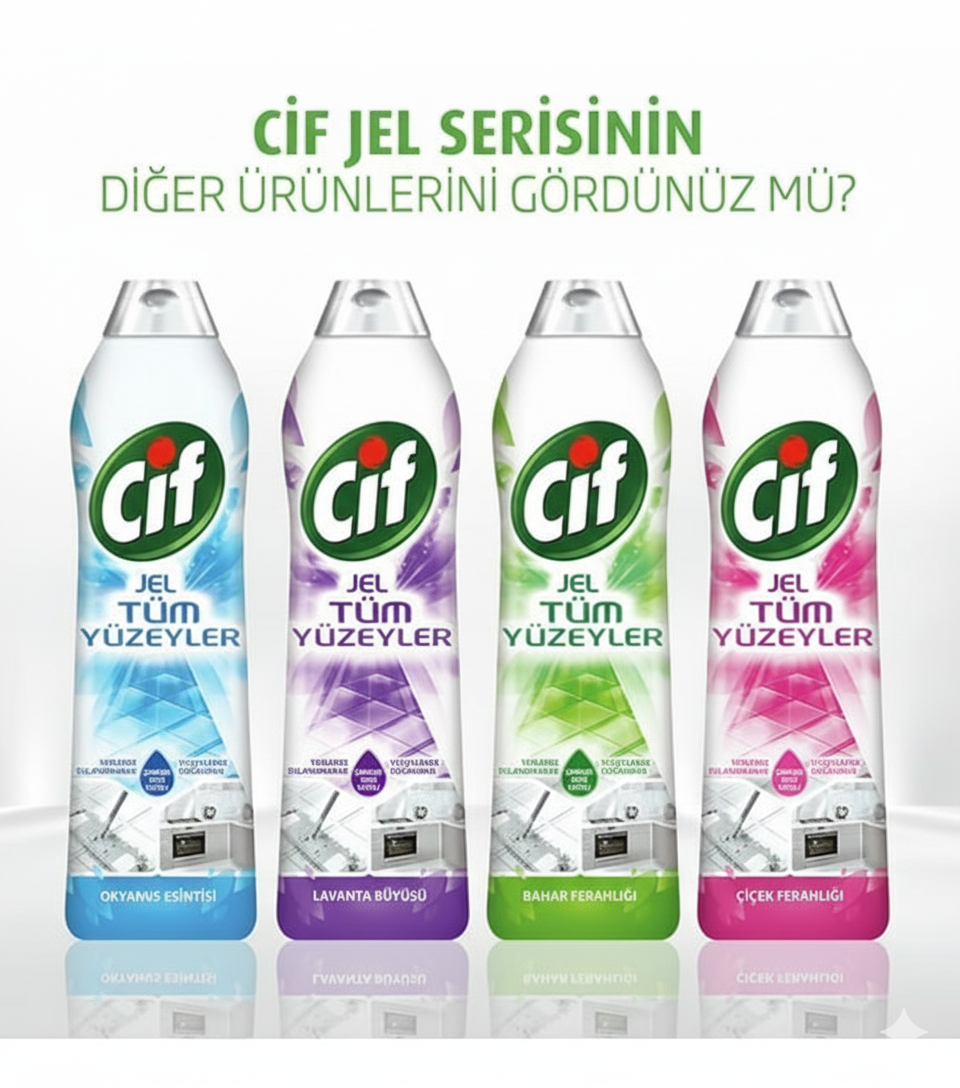 CİF JEL SERİSİNİN
DİĞER ÜRÜNLERİNİ GÖRDÜNÜZ MÜ?
Cif
JEL
TÜM
YÜZEYLER
OKYANUS ESİNTİSİ
Cif
JEL
TÜM
YÜZEYLER
LAVANTA BÜYÜSÜ
Cif
JEL
TÜM
YÜZEYLER
BAHAR FERAHLIĞI
Cif
JEL
TÜM
YÜZEYLER
ÇİÇEK FERAHLIĞI